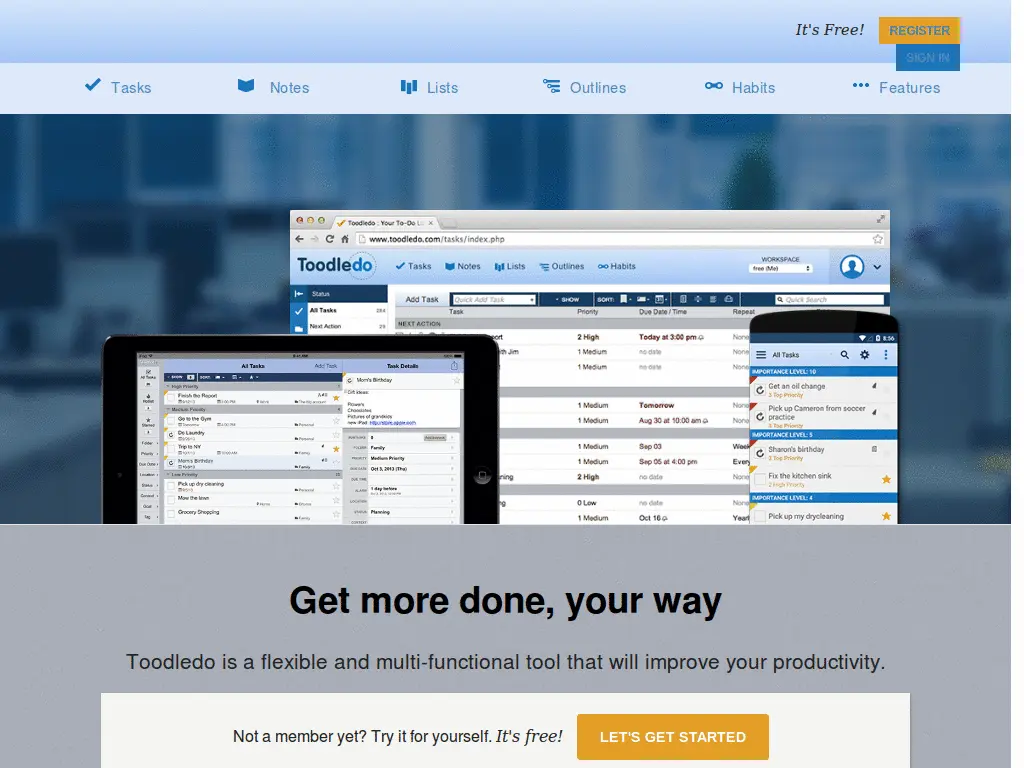 It's Free! REGISTER
SIGN IN
Tasks Notes Lists Outlines Habits Features
Toodledo : Your To-Do
www.toodledo.com/tasks/index.php
Toodledo Tasks Notes Lists Outlines Habits
WORKSPACE
free (Me)
Status
Add Task Quick Add Task SHOW SORT: Quick Search
All Tasks 284
Task Priority Due Date / Time Repeat
Next Action
NEXT ACTION
2 High Today at 3:00 pm None
1 Medium no date None
1 Medium no date None
1 Medium Tomorrow None
1 Medium Aug 30 at 10:00 am None
1 Medium Sep 03
1 Medium Sep 05 at 4:00 pm
2 High no date None
0 Low no date None
1 Medium Oct 16
All Tasks Add Task Task Details
High Priority
Finish the Report
Medium Priority
Go to the Gym
Do Laundry
Trip to NY
Mom's Birthday
Low Priority
Pick up dry cleaning
Mow the lawn
Grocery Shopping
Mom's Birthday
Gift ideas:
Flowers
Chocolates
Pictures of grandkids
Family
Medium Priority
Oct 3, 2013 (Thu)
1 day before
Family
Planning
8:56
All Tasks
IMPORTANCE LEVEL: 10
Get an oil change
3 Top Priority
Pick up Cameron from soccer
practice
3 Top Priority
IMPORTANCE LEVEL: 5
Sharon's birthday
3 Top Priority
Fix the kitchen sink
2 High Priority
IMPORTANCE LEVEL: 4
Pick up my drycleaning
Get more done, your way
Toodledo is a flexible and multi-functional tool that will improve your productivity.
Not a member yet? Try it for yourself. It's free! LET'S GET STARTED